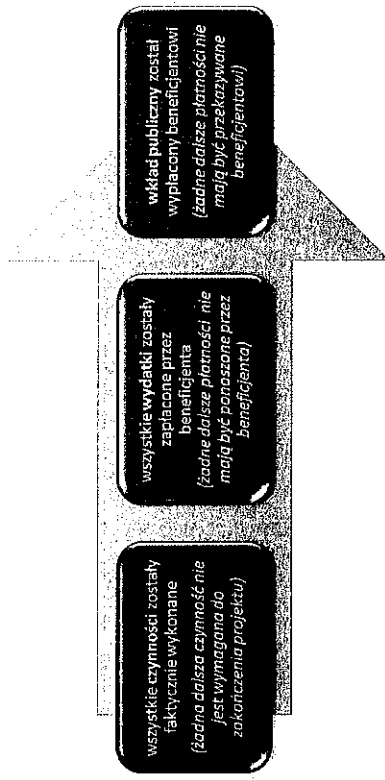 wszystkie czynności zostały
faktycznie wykonane
(żadna dalsza czynność nie
jest wymagana do
zakończenia projektu)
wszystkie wydatki zostały
zapłacone przez
beneficjenta
(żadne dalsze płatności nie
mają być ponoszone przez
beneficjenta)
wkład publiczny został
wypłacony beneficjentowi
(żadne dalsze płatności nie
mają być przekazywane
beneficjentowi)